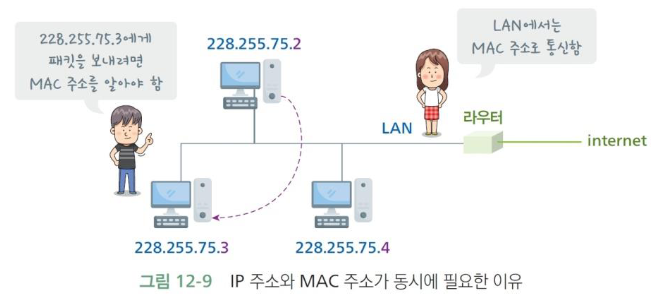 228.255.75.3에게
패킷을 보내려면
MAC 주소를 알아야 함
228.255.75.2
LAN에서는
MAC 주소로 통신함
LAN
라우터
internet
228.255.75.3
228.255.75.4
그림 12-9 IP 주소와 MAC 주소가 동시에 필요한 이유